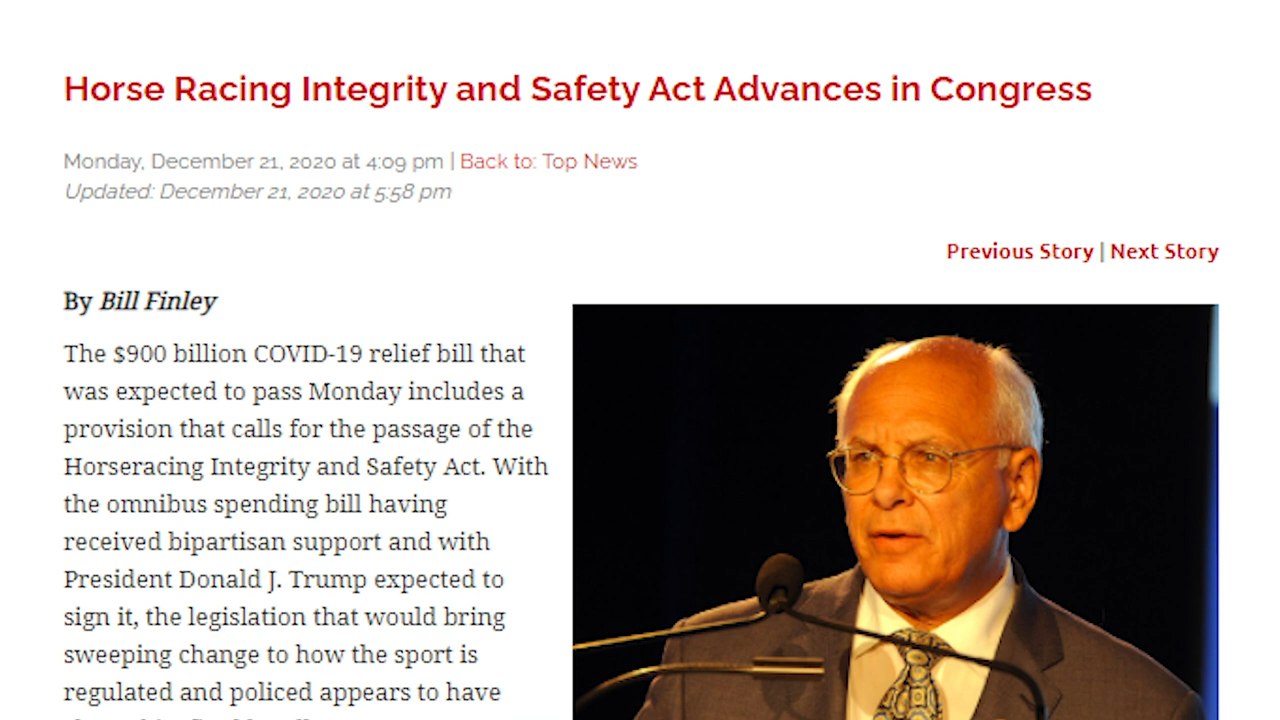 Horse Racing Integrity and Safety Act Advances in Congress
Monday, December 21, 2020 at 4:09 pm | Back to: Top News
Updated: December 21, 2020 at 5:58 pm
Previous Story | Next Story
By Bill Finley
The $900 billion COVID-19 relief bill that
was expected to pass Monday includes a
provision that calls for the passage of the
Horseracing Integrity and Safety Act. With
the omnibus spending bill having
received bipartisan support and with
President Donald J. Trump expected to
sign it, the legislation that would bring
sweeping change to how the sport is
regulated and policed appears to have